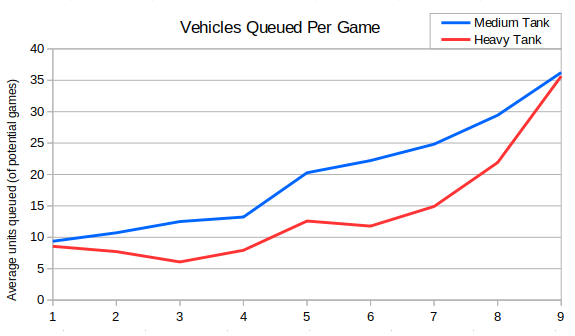 Vehicles Queued Per Game
Medium Tank
Heavy Tank
Average units queued (of potential games)
40
35
30
25
20
15
10
5
0
1 2 3 4 5 6 7 8 9